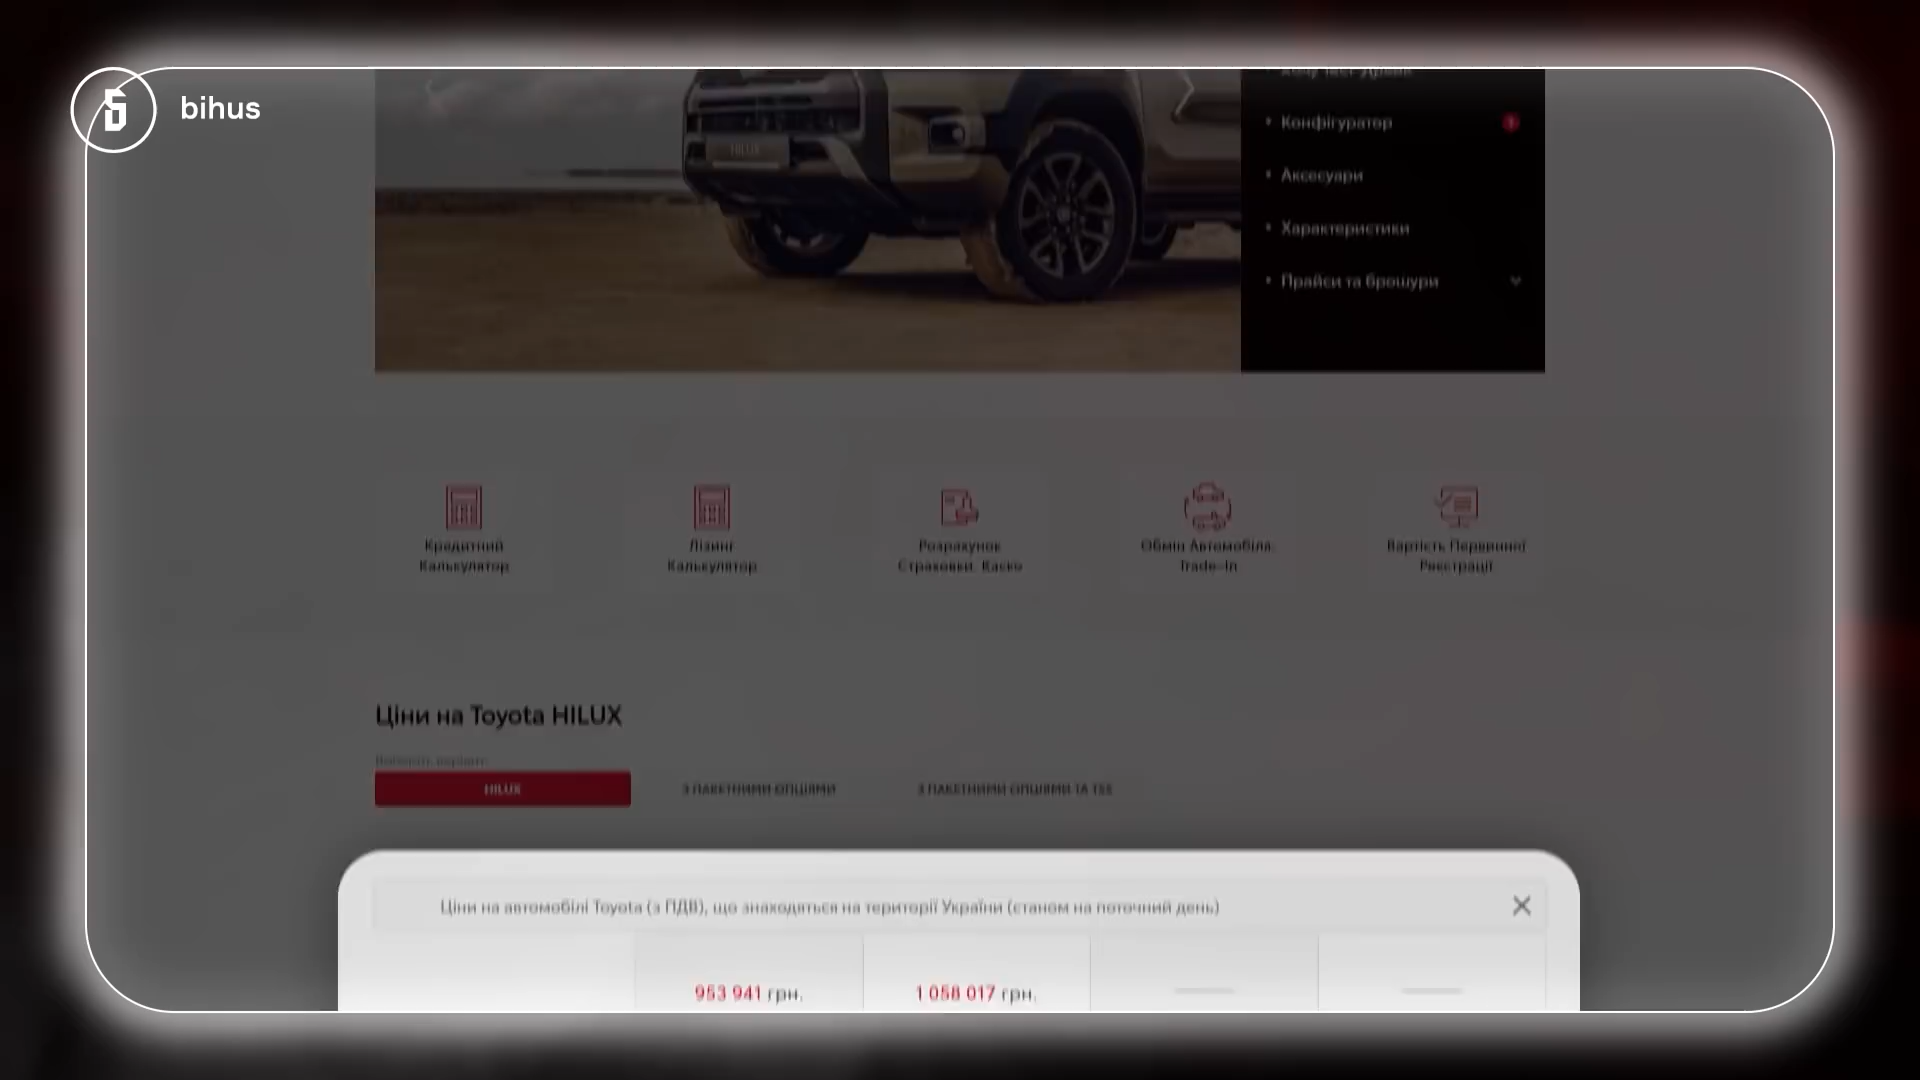 bihus
HILUX
Конфігуратор
Аксесуари
Характеристики
Прайси та брошури
Кредитний
Калькулятор
Лізинг
Калькулятор
Розрахунок
Страховки. Каско
Обмін Автомобіля.
Trade-In
Вартість Первинної
Реєстрації
Ціни на Toyota HILUX
HILUX
З ПАКЕТНИМИ ОПЦІЯМИ
З ПАКЕТНИМИ ОПЦІЯМИ ТА TSS
Ціни на автомобілі Toyota (з ПДВ), що знаходяться на території України (станом на поточний день)
953 941 грн.
1 058 017 грн.